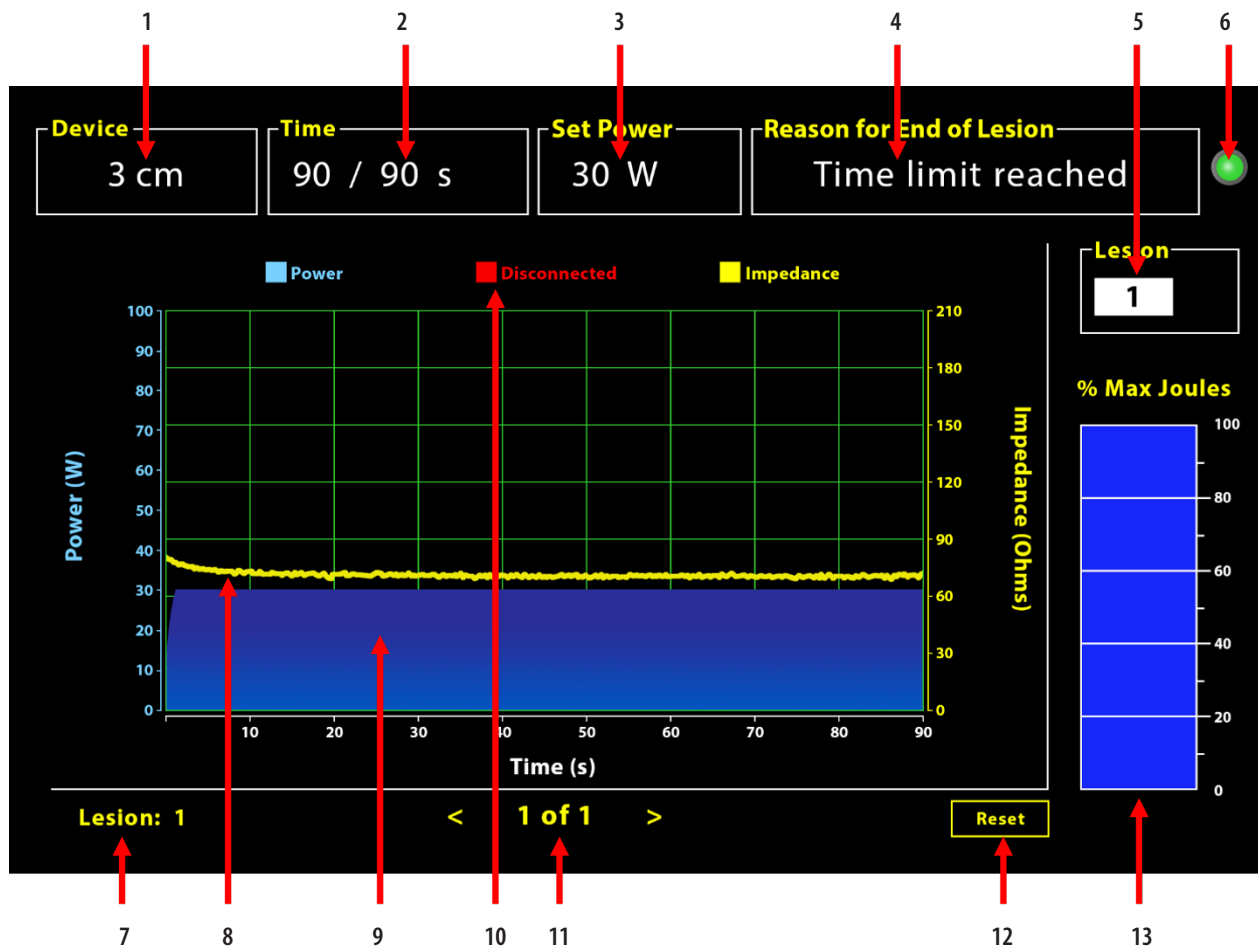 1 2 3 4 5 6
Device Time Set Power Reason for End of Lesion
3 cm 90 / 90 s 30 W Time limit reached
Lesion
1
Power Disconnected Impedance
% Max Joules
100
90
80
70
60
50
40
30
20
10
0
Power (W)
210
180
150
120
90
60
30
0
Impedance (Ohms)
10 20 30 40 50 60 70 80 90
Time (s)
100
80
60
40
20
0
Lesion: 1 < 1 of 1 > Reset
7 8 9 10 11 12 13